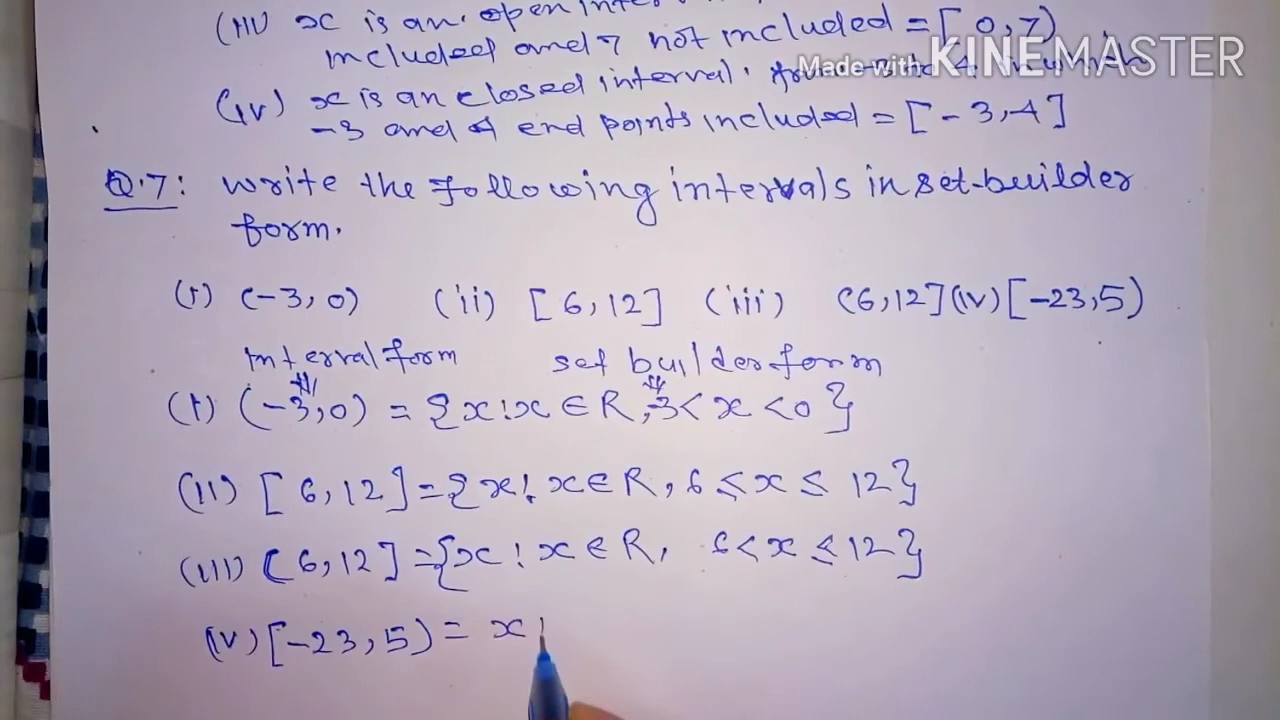 (III) x is an open inte
included and 7 not included = [0,7)
Made with KINEMASTER
(iv) x is an closed interval. from
-3 and 4 end points included = [-3,4]
Q.7: Write the following intervals in set-builder
form.
(i) (-3,0) (ii) [6,12] (iii) (6,12] (iv) [-23,5)
Interval form set builder form
(i) (-3,0) = {x!x∈R,-3<x<0}
(II) [6,12]={x! x∈R, 6≤x≤ 12}
(III) (6,12] ={x! x∈R, 6<x≤12}
(iv) [-23,5) = x!